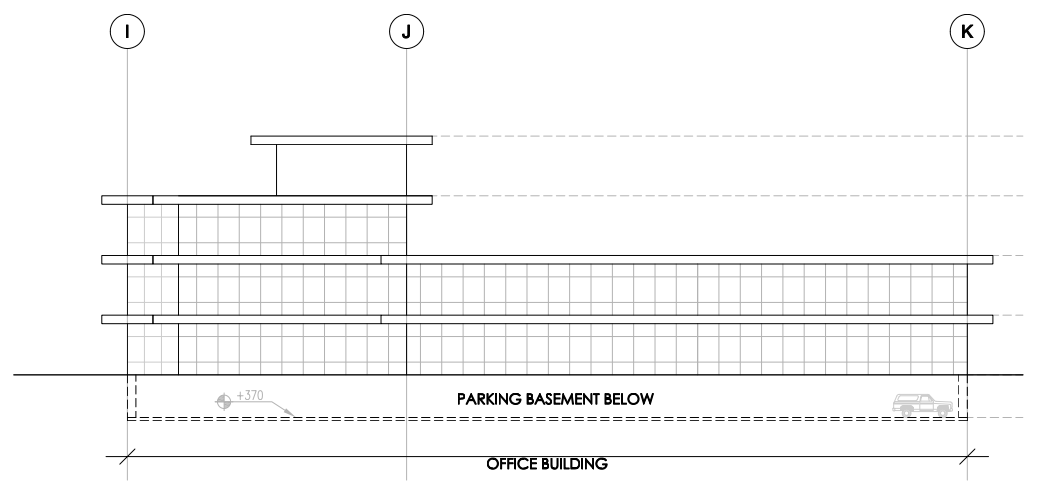 I
J
K
+370
PARKING BASEMENT BELOW
OFFICE BUILDING